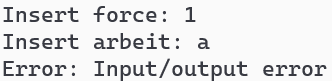 Insert force: 1
Insert arbeit: a
Error: Input/output error